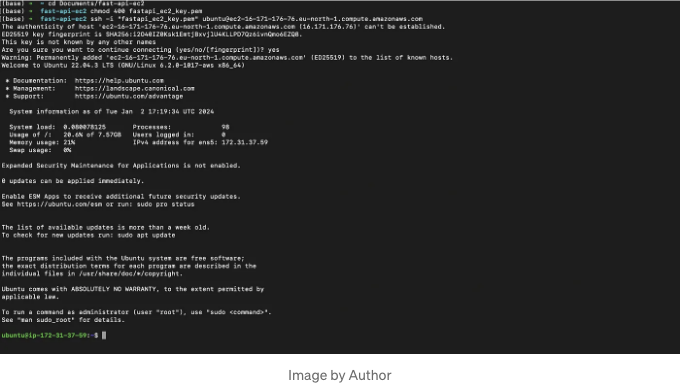 [(base) ➜ ~ cd Documents/fast-api-ec2
[(base) ➜ fast-api-ec2 chmod 400 fastapi_ec2_key.pem
[(base) ➜ fast-api-ec2 ssh -i "fastapi_ec2_key.pem" ubuntu@ec2-16-171-176-76.eu-north-1.compute.amazonaws.com
The authenticity of host 'ec2-16-171-176-76.eu-north-1.compute.amazonaws.com (16.171.176.76)' can't be established.
ED25519 key fingerprint is
This key is not known by any other names
Are you sure you want to continue connecting (yes/no/[fingerprint])? yes
Warning: Permanently added 'ec2-16-171-176-76.eu-north-1.compute.amazonaws.com' (ED25519) to the list of known hosts.
Welcome to Ubuntu 22.04.3 LTS (GNU/Linux 6.2.0-1017-aws x86_64)
* Documentation: https://help.ubuntu.com
* Management: https://landscape.canonical.com
* Support: https://ubuntu.com/advantage
System information as of Tue Jan 2 17:19:34 UTC 2024
System load: 0.080078125 Processes: 98
Usage of /: 20.6% of 7.57GB Users logged in: 0
Memory usage: 21% IPv4 address for ens5: 172.31.37.59
Swap usage: 0%
Expanded Security Maintenance for Applications is not enabled.
0 updates can be applied immediately.
Enable ESM Apps to receive additional future security updates.
See https://ubuntu.com/esm or run: sudo pro status
The list of available updates is more than a week old.
To check for new updates run: sudo apt update
The programs included with the Ubuntu system are free software;
the exact distribution terms for each program are described in the
individual files in /usr/share/doc/*/copyright.
Ubuntu comes with ABSOLUTELY NO WARRANTY, to the extent permitted by
applicable law.
To run a command as administrator (user "root"), use "sudo <command>".
See "man sudo_root" for details.
ubuntu@ip-172-31-37-59:~$
Image by Author